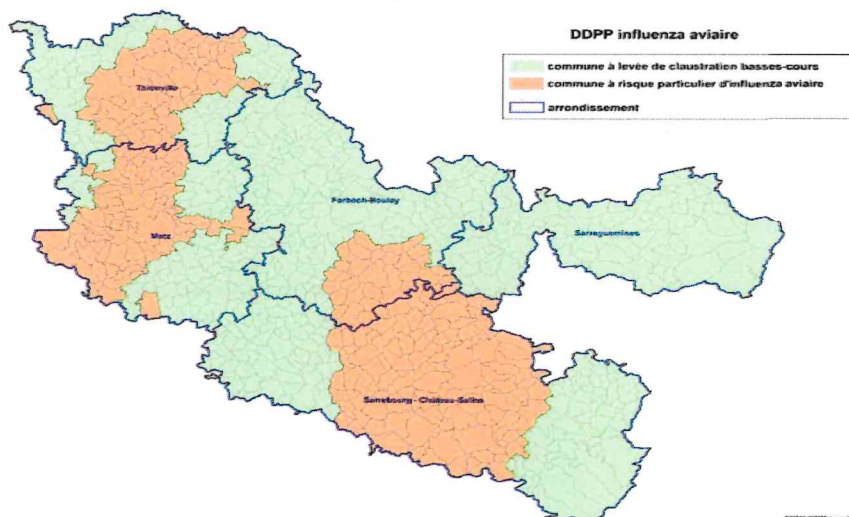 DDPP influenza aviaire
commune à levée de claustration basses-cours
commune à risque particulier d'influenza aviaire
arrondissement
Thionville
Forbach-Boulay
Metz
Sarreguemines
Sarrebourg - Château-Salins